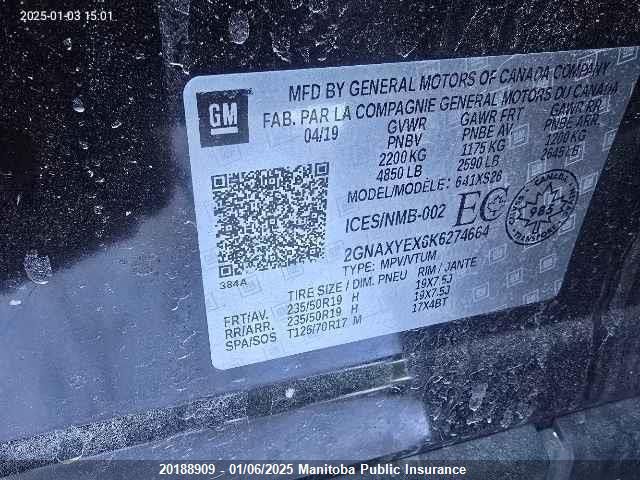 2025-01-03 15:01
GM
MFD BY GENERAL MOTORS OF CANADA COMPANY
FAB. PAR LA COMPAGNIE GENERAL MOTORS DU CANADA
04/19 GVWR GAWR FRT GAWR RR
PNBV PNBE AV. PNBE ARR.
2200 KG 1175 KG 1200 KG
4850 LB 2590 LB 2645 LB
MODEL/MODÈLE: 641XS26
ICES/NMB-002 EC
CANADA 985
2GNAXYEX6K6274664
TYPE: MPV/VTUM
384A
TIRE SIZE / DIM. PNEU RIM / JANTE
FRT/AV. 235/50R19 H 19X7.5J
RR/ARR. 235/50R19 H 19X7.5J
SPA/SOS T125/70R17 M 17X4BT
20188909 - 01/06/2025 Manitoba Public Insurance